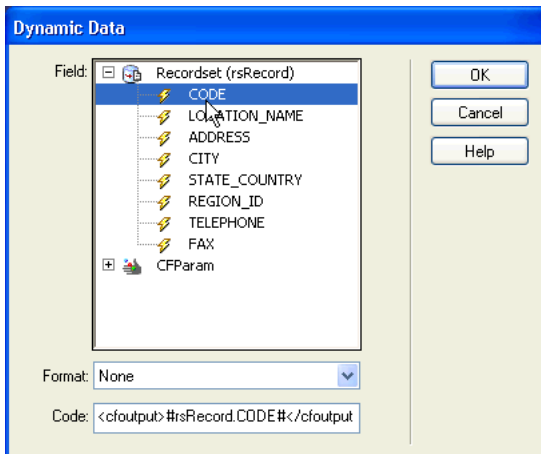 Dynamic Data
Field:
Recordset (rsRecord)
CODE
LOCATION_NAME
ADDRESS
CITY
STATE_COUNTRY
REGION_ID
TELEPHONE
FAX
CFParam
OK
Cancel
Help
Format: None
Code: <cfoutput>#rsRecord.CODE#</cfoutput